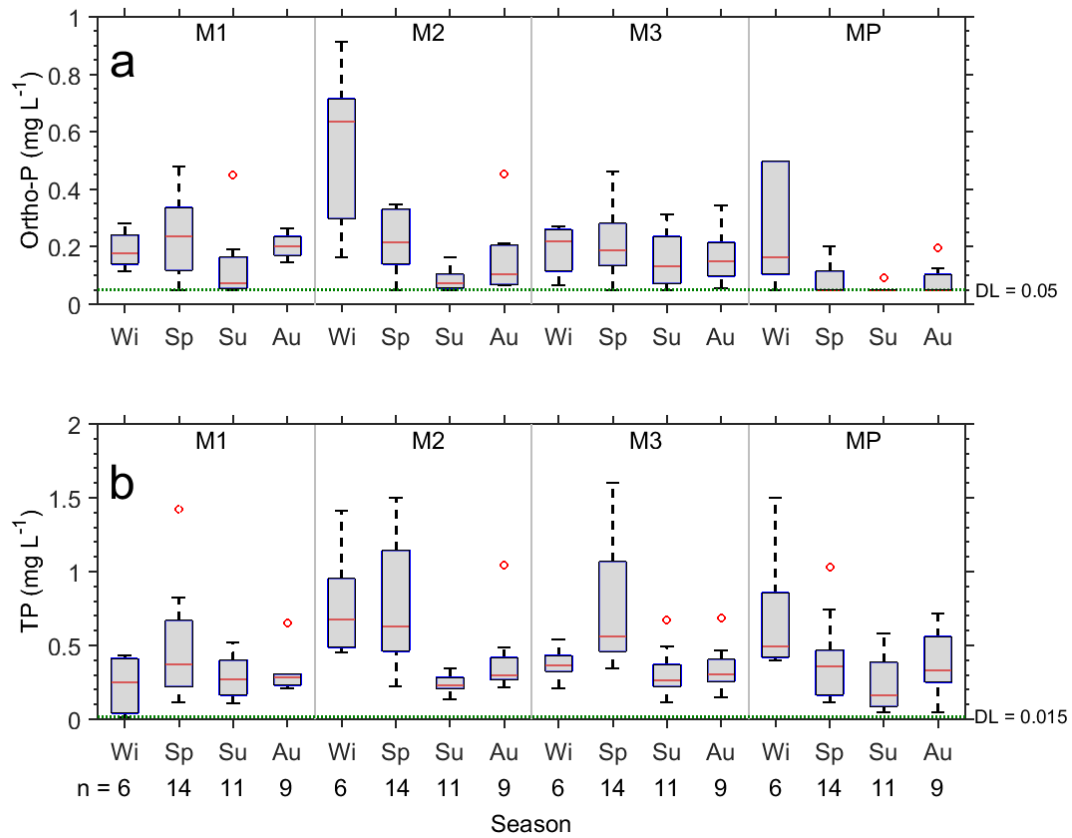 M1 M2 M3 MP
a
1
0.8
0.6
0.4
0.2
0
Ortho-P (mg L⁻¹)
DL = 0.05
Wi Sp Su Au Wi Sp Su Au Wi Sp Su Au Wi Sp Su Au
M1 M2 M3 MP
b
2
1.5
1
0.5
0
TP (mg L⁻¹)
DL = 0.015
Wi Sp Su Au Wi Sp Su Au Wi Sp Su Au Wi Sp Su Au
n = 6 14 11 9 6 14 11 9 6 14 11 9 6 14 11 9
Season